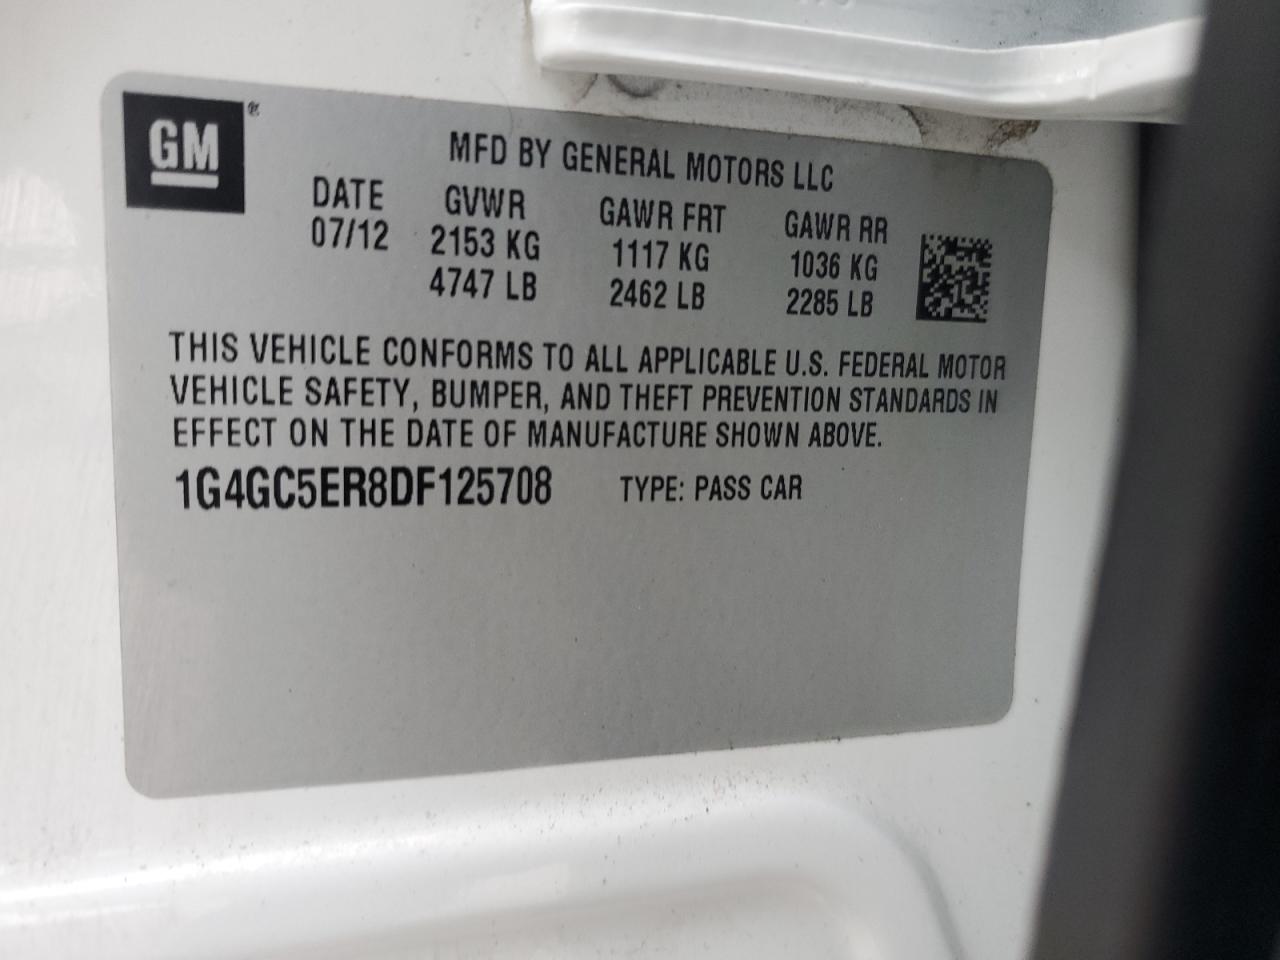 GM®
MFD BY GENERAL MOTORS LLC
DATE GVWR GAWR FRT GAWR RR
07/12 2153 KG 1117 KG 1036 KG
4747 LB 2462 LB 2285 LB
THIS VEHICLE CONFORMS TO ALL APPLICABLE U.S. FEDERAL MOTOR
VEHICLE SAFETY, BUMPER, AND THEFT PREVENTION STANDARDS IN
EFFECT ON THE DATE OF MANUFACTURE SHOWN ABOVE.
1G4GC5ER8DF125708 TYPE: PASS CAR